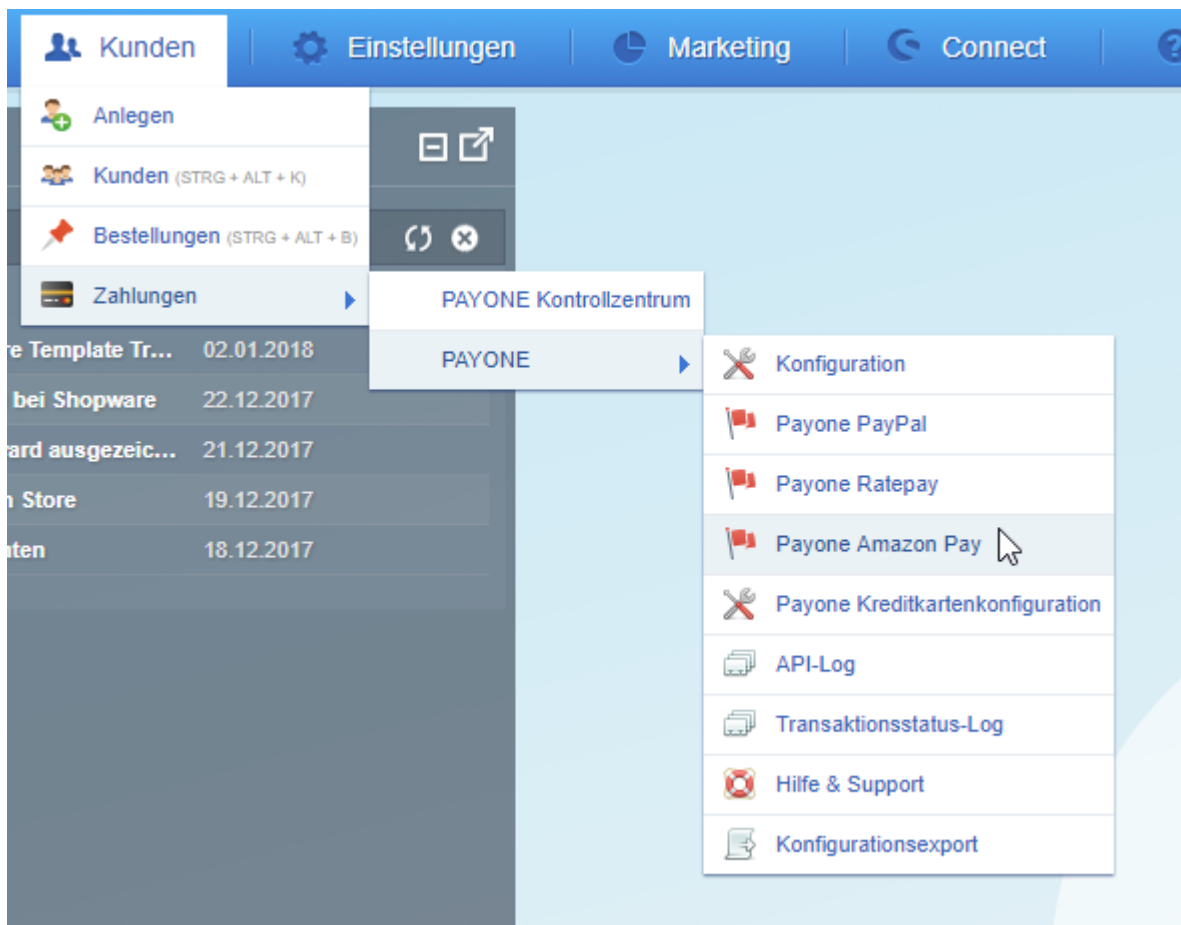 Kunden Einstellungen Marketing Connect
Anlegen
Kunden (STRG + ALT + K)
Bestellungen (STRG + ALT + B)
Zahlungen
PAYONE Kontrollzentrum
PAYONE
Konfiguration
Payone PayPal
Payone Ratepay
Payone Amazon Pay
Payone Kreditkartenkonfiguration
API-Log
Transaktionsstatus-Log
Hilfe & Support
Konfigurationsexport
re Template Tr... 02.01.2018
bei Shopware 22.12.2017
ard ausgezeic... 21.12.2017
Store 19.12.2017
ten 18.12.2017